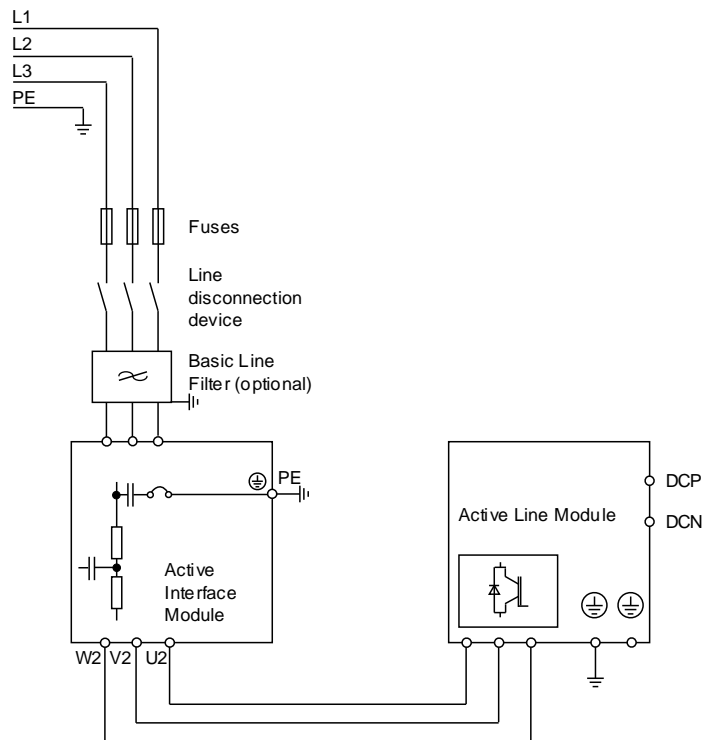 L1
L2
L3
PE
Fuses
Line
disconnection
device
Basic Line
Filter (optional)
PE
DCP
Active Line Module
DCN
Active
Interface
Module
W2 V2 U2